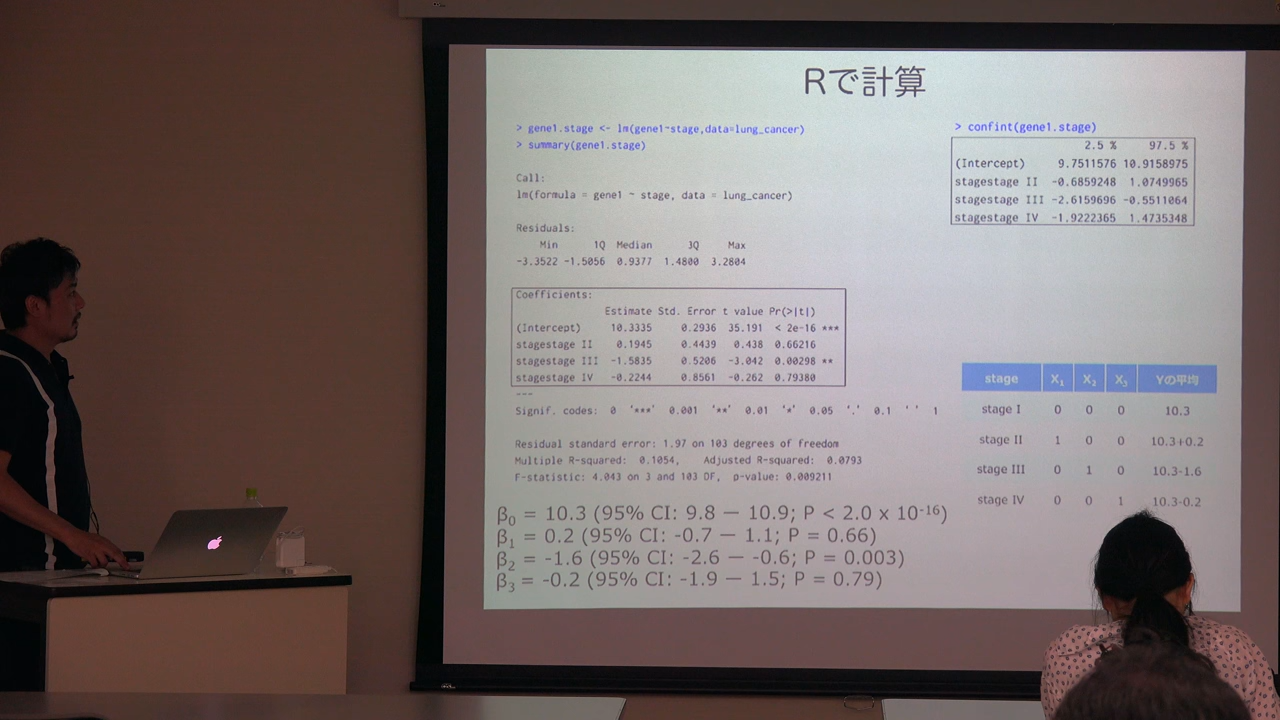 Rで計算
> gene1.stage <- lm(gene1~stage,data=lung_cancer)
> summary(gene1.stage)
Call:
lm(formula = gene1 ~ stage, data = lung_cancer)
Residuals:
Min 1Q Median 3Q Max
-3.3522 -1.5056 0.9377 1.4800 3.2804
Coefficients:
Estimate Std. Error t value Pr(>|t|)
(Intercept) 10.3335 0.2936 35.191 < 2e-16 ***
stagestage II 0.1945 0.4439 0.438 0.66216
stagestage III -1.5835 0.5206 -3.042 0.00298 **
stagestage IV -0.2244 0.8561 -0.262 0.79380
---
Signif. codes: 0 '***' 0.001 '**' 0.01 '*' 0.05 '.' 0.1 ' ' 1
Residual standard error: 1.97 on 103 degrees of freedom
Multiple R-squared: 0.1054, Adjusted R-squared: 0.0793
F-statistic: 4.043 on 3 and 103 DF, p-value: 0.009211
β0 = 10.3 (95% CI: 9.8 — 10.9; P < 2.0 x 10-16)
β1 = 0.2 (95% CI: -0.7 — 1.1; P = 0.66)
β2 = -1.6 (95% CI: -2.6 — -0.6; P = 0.003)
β3 = -0.2 (95% CI: -1.9 — 1.5; P = 0.79)
> confint(gene1.stage)
2.5 % 97.5 %
(Intercept) 9.7511576 10.9158975
stagestage II -0.6859248 1.0749965
stagestage III -2.6159696 -0.5511064
stagestage IV -1.9222365 1.4735348
stage X1 X2 X3 Yの平均
stage I 0 0 0 10.3
stage II 1 0 0 10.3+0.2
stage III 0 1 0 10.3-1.6
stage IV 0 0 1 10.3-0.2